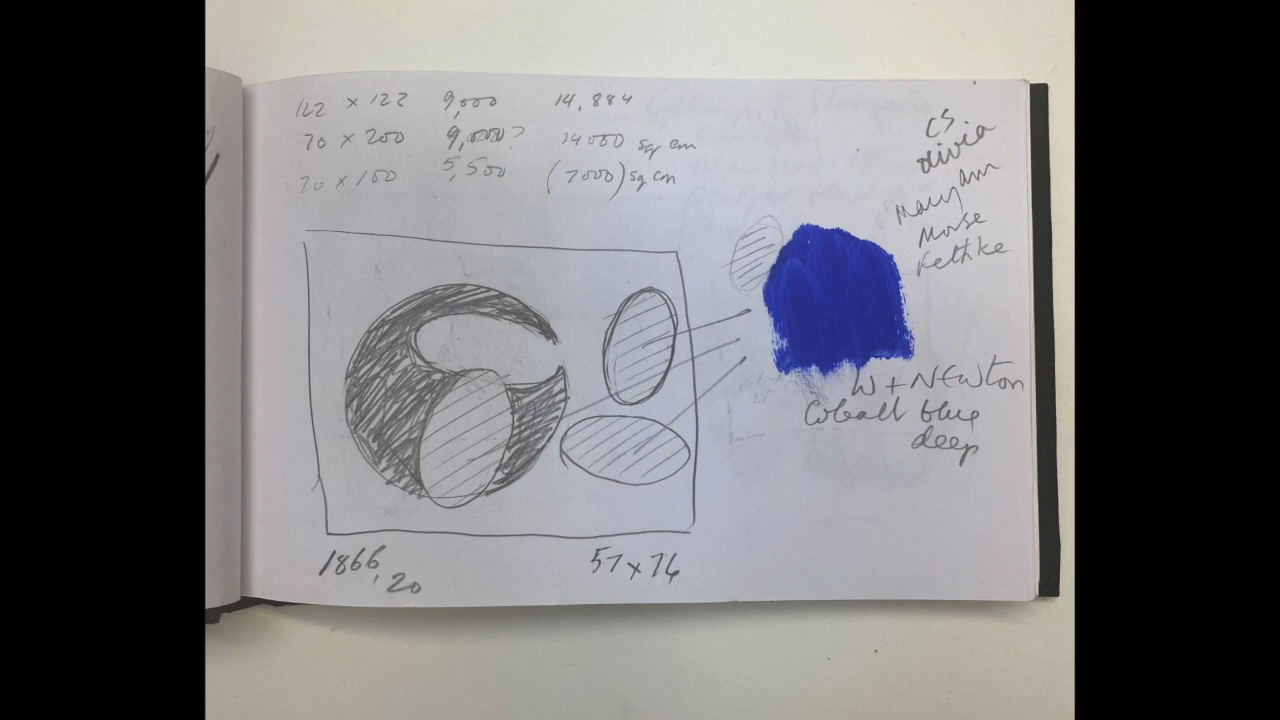 122 × 122 9,000 14,884
70 × 200 9,000? 14000 sq cm
70 × 100 5,500 (7000) sq cm
CS
olivia
Maryam
Morse
W + NEwton
Cobalt blue
deep
1866,20
57 x 76